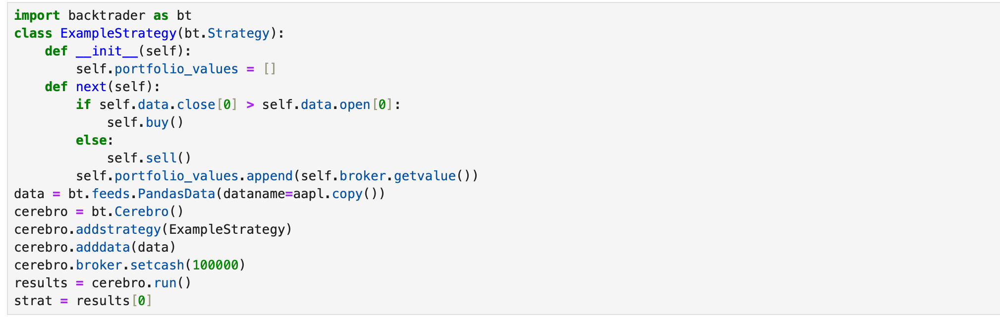 import backtrader as bt
class ExampleStrategy(bt.Strategy):
    def __init__(self):
        self.portfolio_values = []
    def next(self):
        if self.data.close[0] > self.data.open[0]:
            self.buy()
        else:
            self.sell()
        self.portfolio_values.append(self.broker.getvalue())
data = bt.feeds.PandasData(dataname=aapl.copy())
cerebro = bt.Cerebro()
cerebro.addstrategy(ExampleStrategy)
cerebro.adddata(data)
cerebro.broker.setcash(100000)
results = cerebro.run()
strat = results[0]